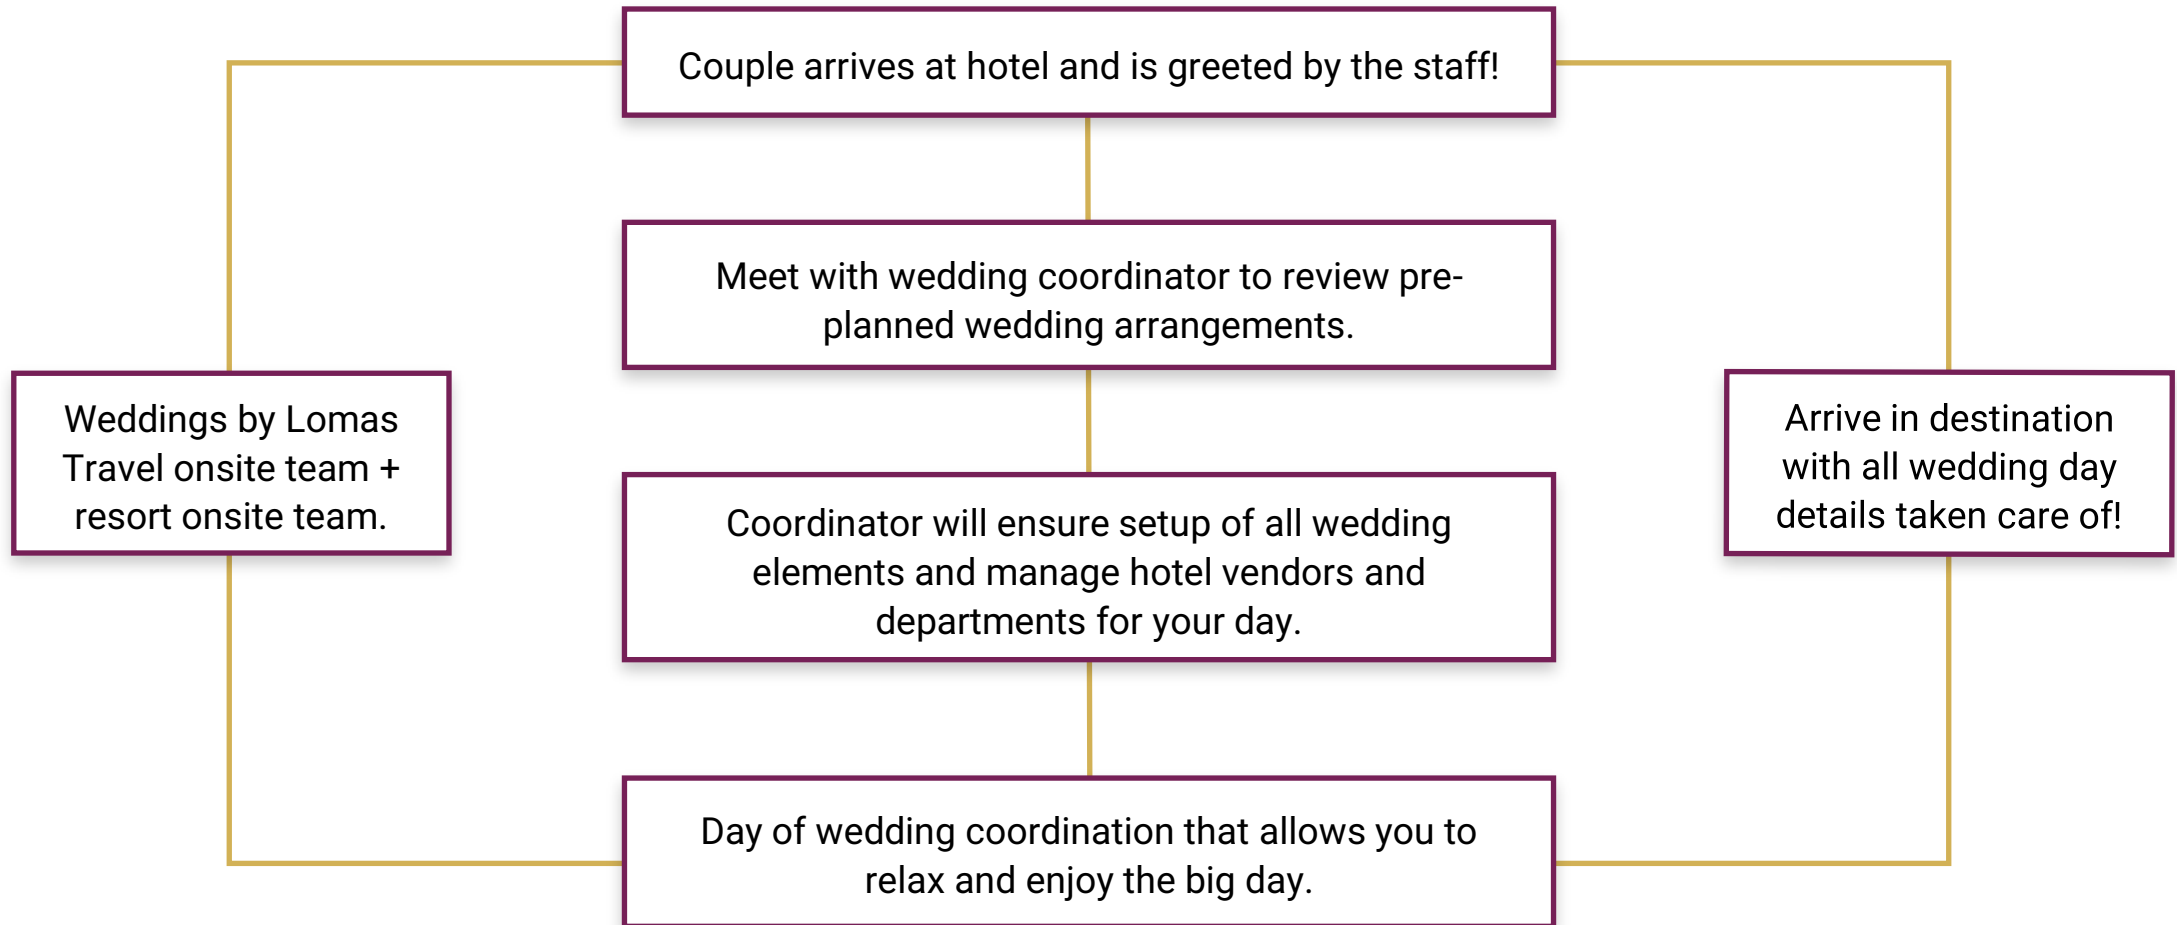 Couple arrives at hotel and is greeted by the staff!
Meet with wedding coordinator to review pre-
planned wedding arrangements.
Weddings by Lomas
Travel onsite team +
resort onsite team.
Arrive in destination
with all wedding day
details taken care of!
Coordinator will ensure setup of all wedding
elements and manage hotel vendors and
departments for your day.
Day of wedding coordination that allows you to
relax and enjoy the big day.